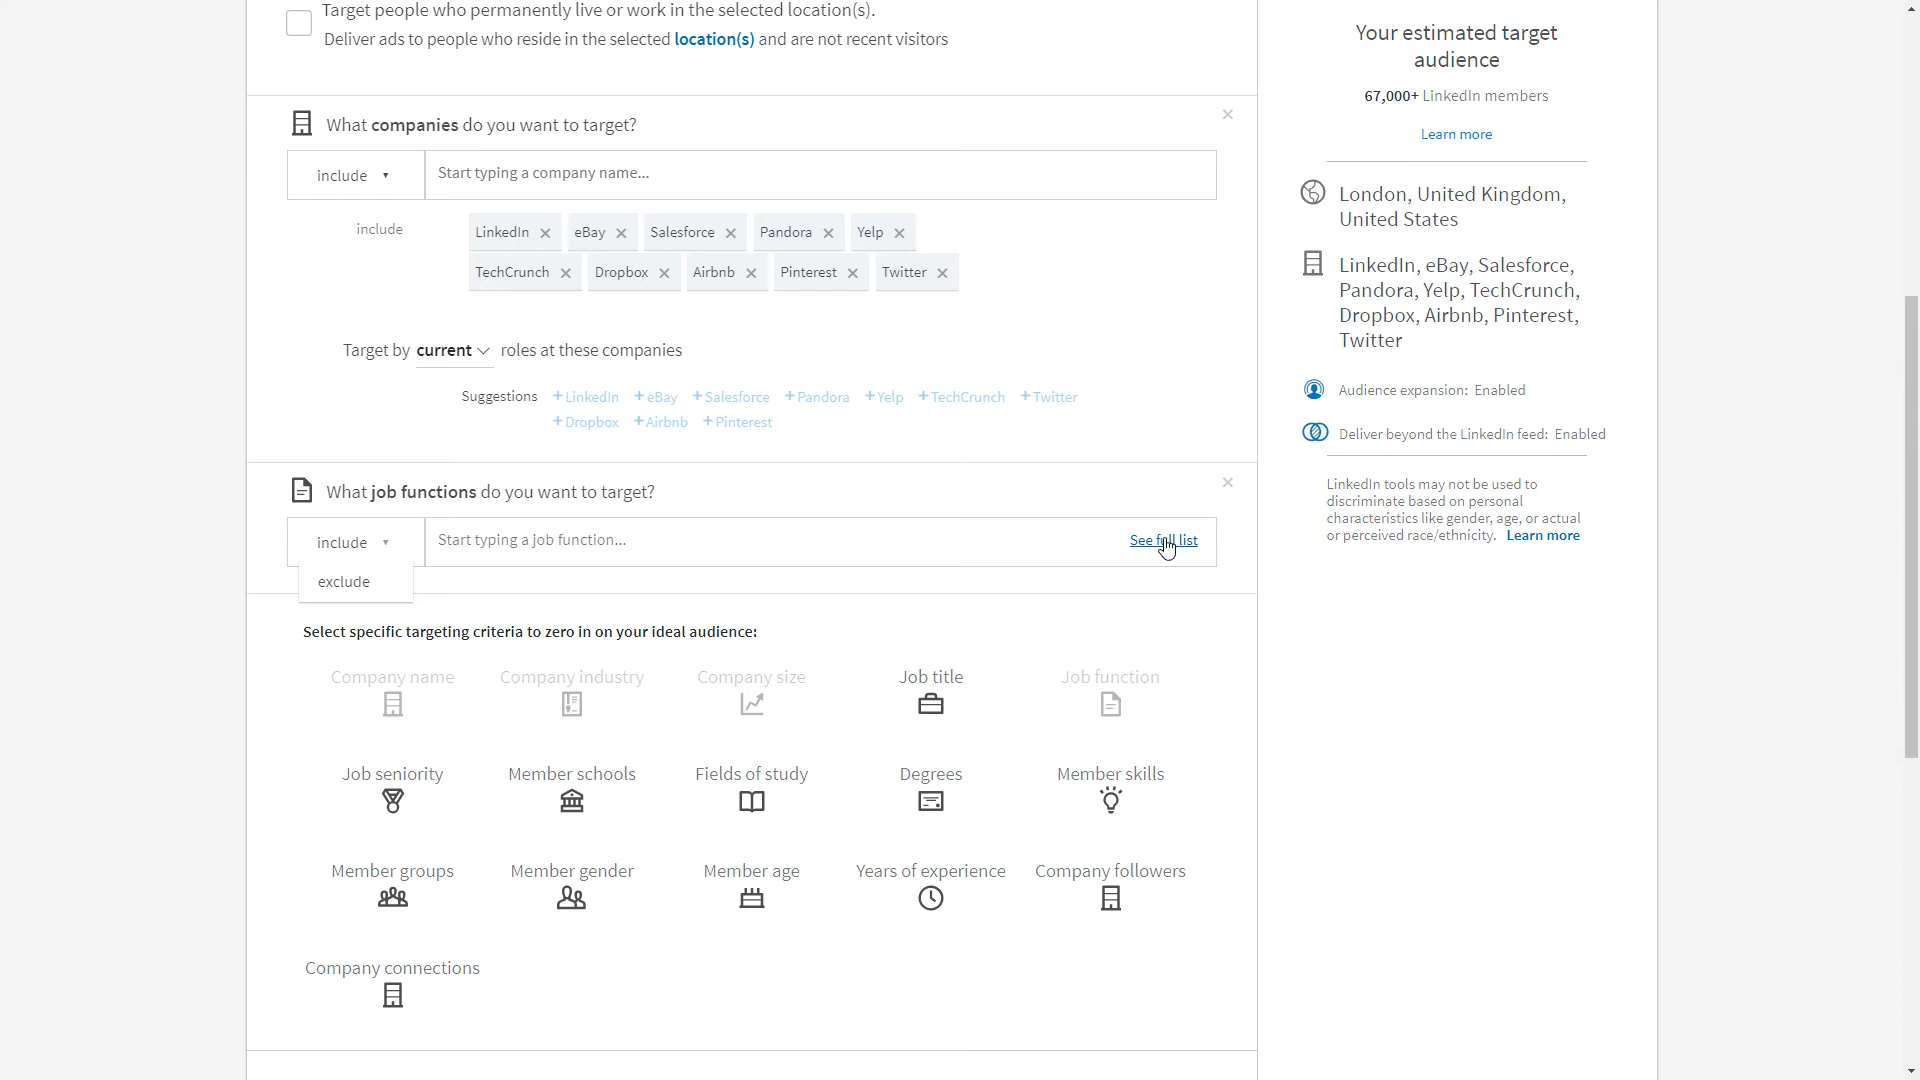 Target people who permanently live or work in the selected location(s).
Deliver ads to people who reside in the selected location(s) and are not recent visitors
What companies do you want to target?
include
Start typing a company name...
include
LinkedIn eBay Salesforce Pandora Yelp
TechCrunch Dropbox Airbnb Pinterest Twitter
Target by current roles at these companies
Suggestions + LinkedIn + eBay + Salesforce + Pandora + Yelp + TechCrunch + Twitter
+ Dropbox + Airbnb + Pinterest
What job functions do you want to target?
include
Start typing a job function...
See full list
exclude
Select specific targeting criteria to zero in on your ideal audience:
Company name
Company industry
Company size
Job title
Job function
Job seniority
Member schools
Fields of study
Degrees
Member skills
Member groups
Member gender
Member age
Years of experience
Company followers
Company connections
Your estimated target
audience
67,000+ LinkedIn members
Learn more
London, United Kingdom,
United States
LinkedIn, eBay, Salesforce,
Pandora, Yelp, TechCrunch,
Dropbox, Airbnb, Pinterest,
Twitter
Audience expansion: Enabled
Deliver beyond the LinkedIn feed: Enabled
LinkedIn tools may not be used to
discriminate based on personal
characteristics like gender, age, or actual
or perceived race/ethnicity. Learn more